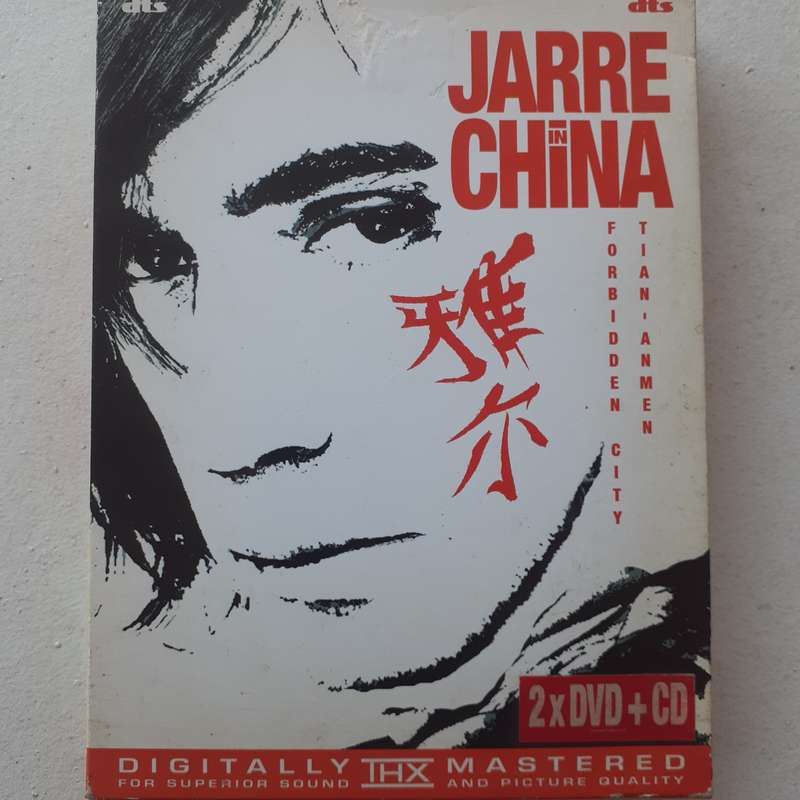 dts
dts
JARRE
IN
CHINA
FORBIDDEN CITY
TIAN'ANMEN
雅尔
2xDVD+CD
DIGITALLY THX MASTERED
FOR SUPERIOR SOUND AND PICTURE QUALITY